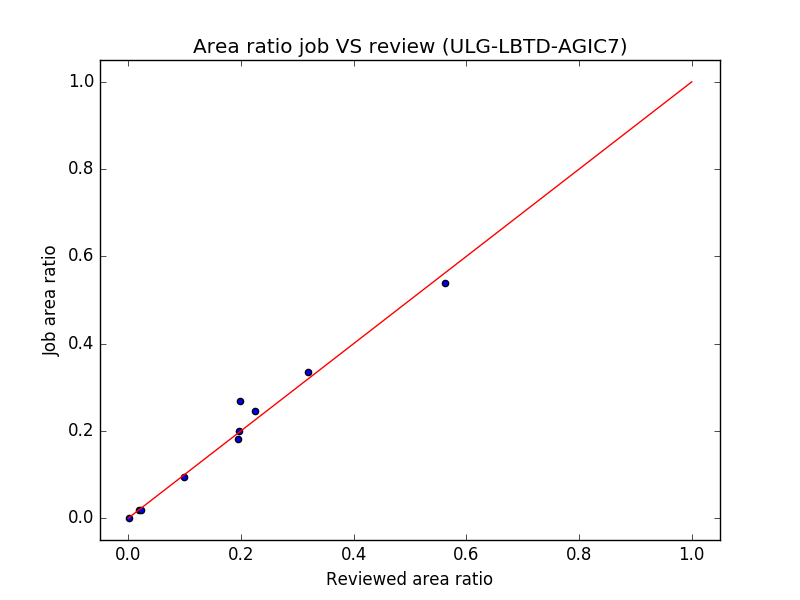 Area ratio job VS review (ULG-LBTD-AGIC7)
1.0
0.8
0.6
0.4
0.2
0.0
Job area ratio
0.0 0.2 0.4 0.6 0.8 1.0
Reviewed area ratio